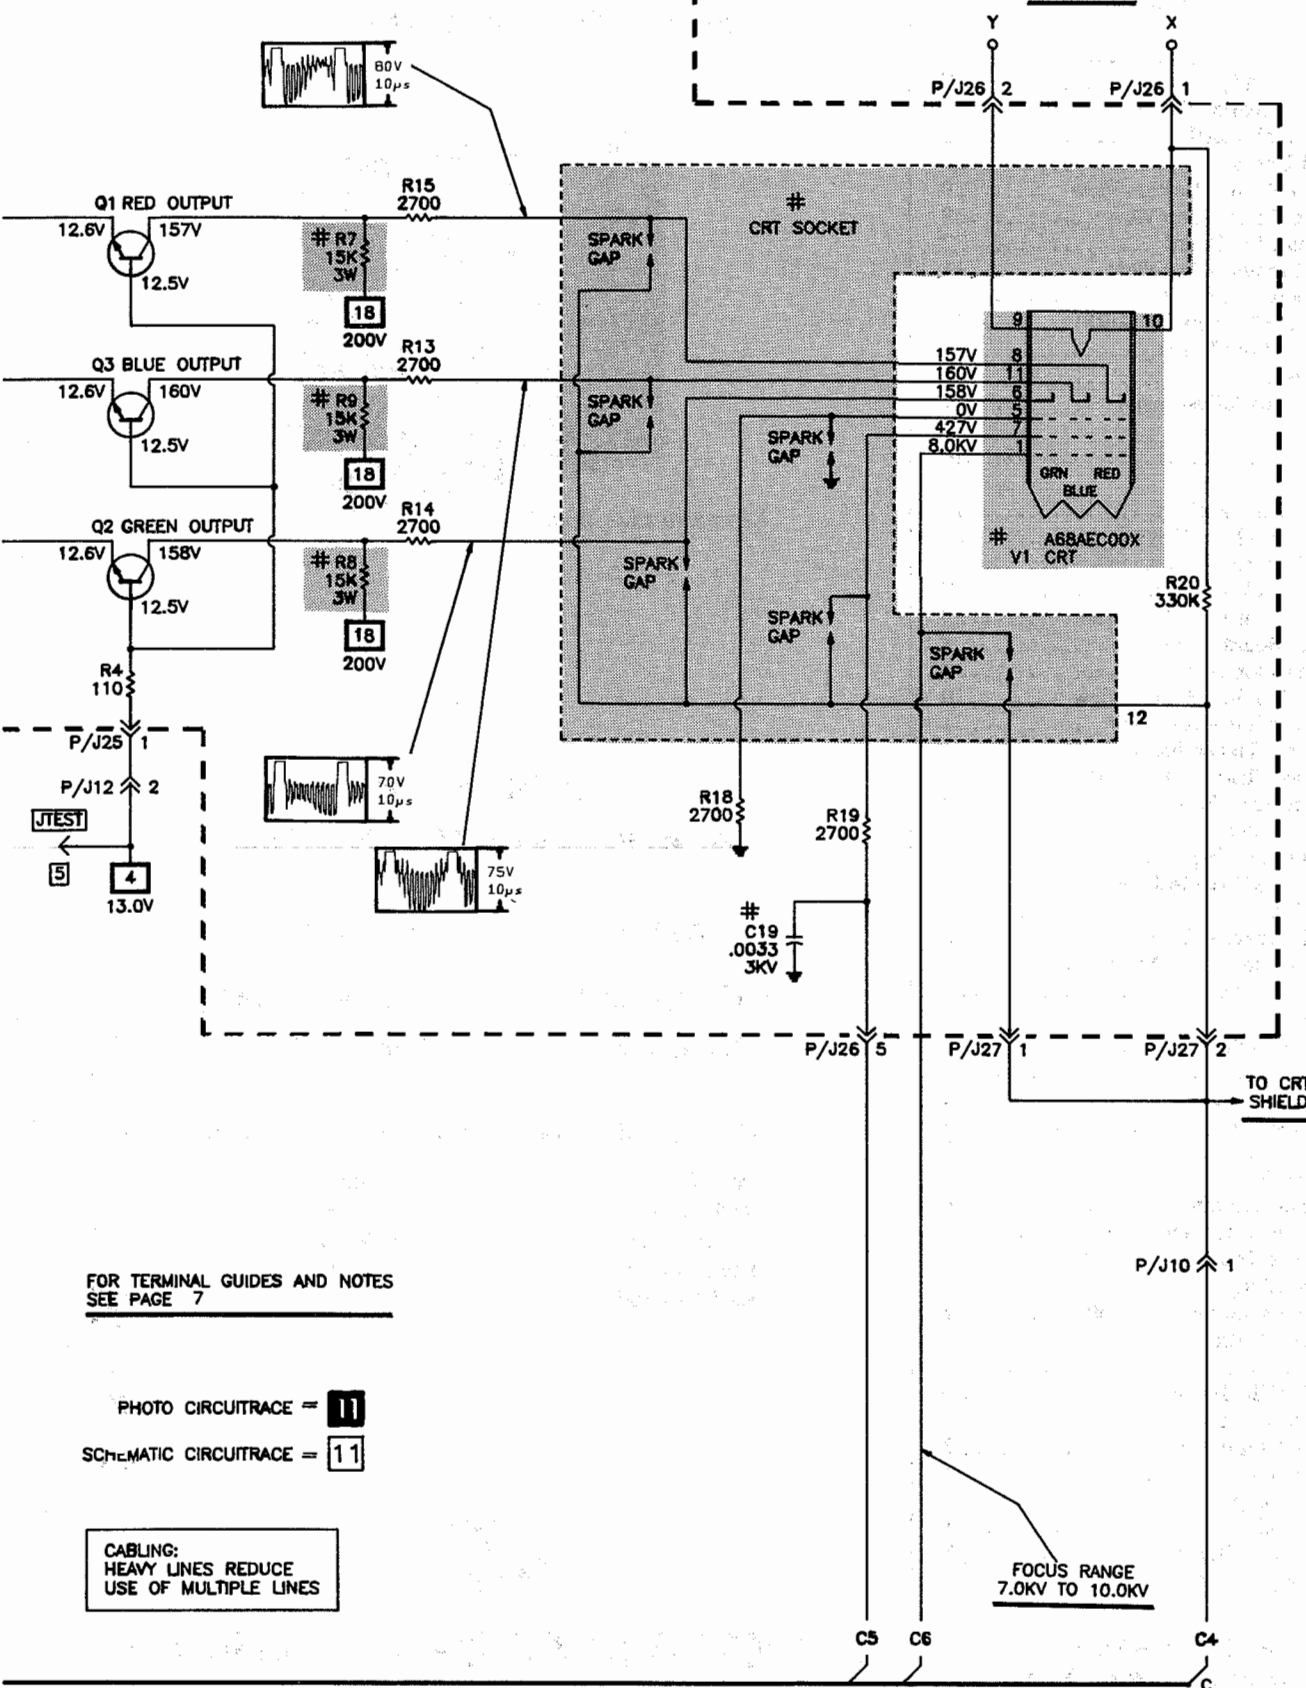 Y
X
P/J26 2
P/J26 1
80V
10µs
Q1 RED OUTPUT
12.6V
157V
12.5V
R15
2700
# R7
15K
3W
18
200V
SPARK
GAP
#
CRT SOCKET
Q3 BLUE OUTPUT
12.6V
160V
12.5V
R13
2700
# R9
15K
3W
18
200V
SPARK
GAP
SPARK
GAP
9
10
157V 8
160V 11
158V 6
0V 5
427V 7
8.0KV 1
GRN RED
BLUE
# A68AEC00X
V1 CRT
Q2 GREEN OUTPUT
12.6V
158V
12.5V
R14
2700
# R8
15K
3W
18
200V
SPARK
GAP
SPARK
GAP
SPARK
GAP
R20
330K
12
R4
110
P/J25 1
P/J12 2
JTEST
5
4
13.0V
70V
10µs
75V
10µs
R18
2700
R19
2700
#
C19
.0033
3KV
P/J26 5
P/J27 1
P/J27 2
TO CRT
SHIELD
P/J10 1
FOR TERMINAL GUIDES AND NOTES
SEE PAGE 7
PHOTO CIRCUITRACE = 11
SCHEMATIC CIRCUITRACE = 11
CABLING:
HEAVY LINES REDUCE
USE OF MULTIPLE LINES
FOCUS RANGE
7.0KV TO 10.0KV
C5
C6
C4
C